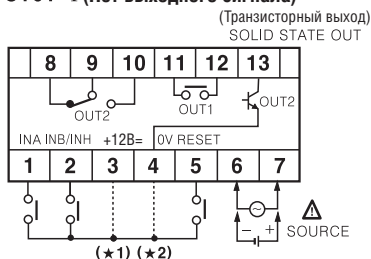 (Транзисторный выход)
SOLID STATE OUT
8 9 10 11 12 13
OUT2 OUT1 OUT2
INA INB/INH +12B= 0V RESET
1 2 3 4 5 6 7
− +
SOURCE
(★1) (★2)